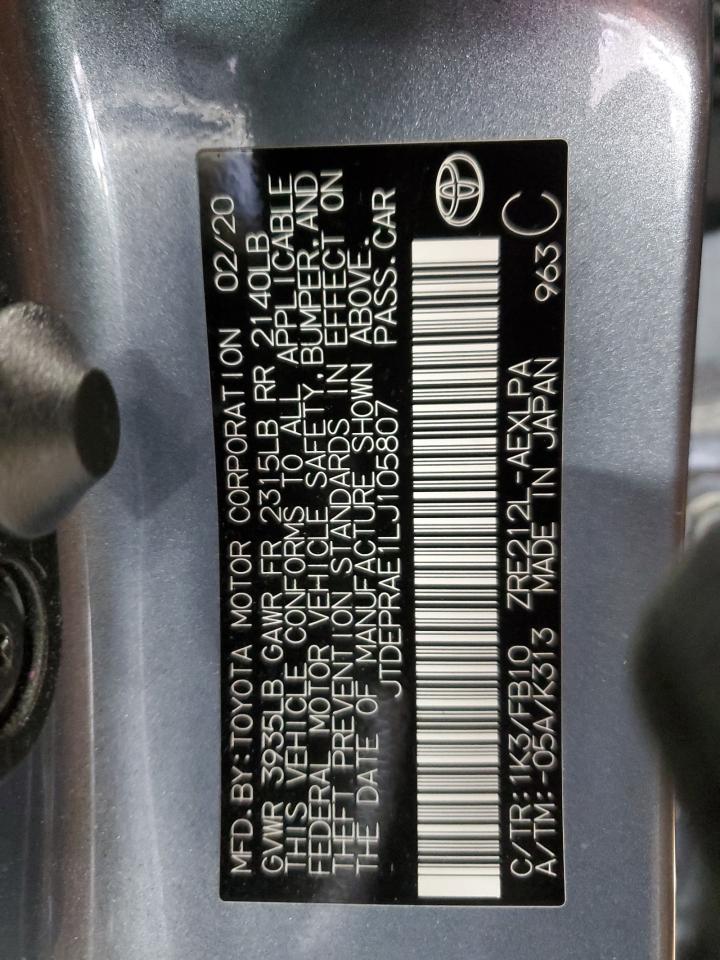 MFD.BY:TOYOTA MOTOR CORPORATION 02/20
GVWR 3935LB GAWR FR 2315LB RR 2140LB
THIS VEHICLE CONFORMS TO ALL APPLICABLE
FEDERAL MOTOR VEHICLE SAFETY,BUMPER,AND
THEFT PREVENTION STANDARDS IN EFFECT ON
THE DATE OF MANUFACTURE SHOWN ABOVE.
JTDEPRAE1LJ105807 PASS.CAR
C/TR:1K3/FB10 ZRE212L-AEXLPA 963 C
A/TM:-05A/K313 MADE IN JAPAN